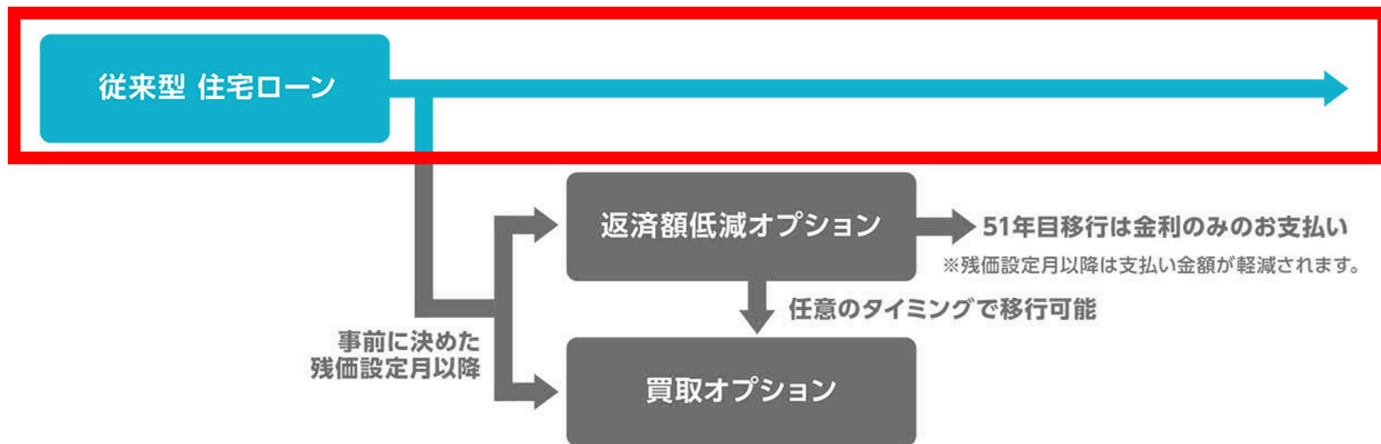 従来型 住宅ローン
返済額低減オプション
51年目移行は金利のみのお支払い
※残価設定月以降は支払い金額が軽減されます。
任意のタイミングで移行可能
事前に決めた
残価設定月以降
買取オプション